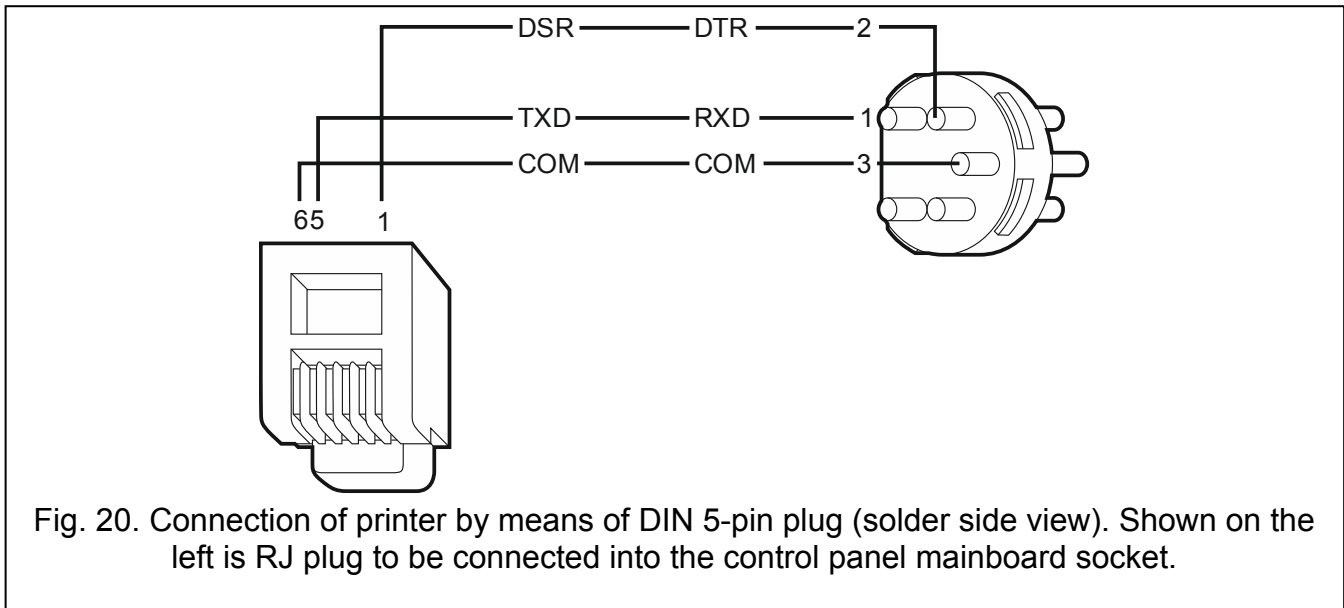 DSR DTR 2
TXD RXD 1
COM COM 3
65 1
Fig. 20. Connection of printer by means of DIN 5-pin plug (solder side view). Shown on the
left is RJ plug to be connected into the control panel mainboard socket.